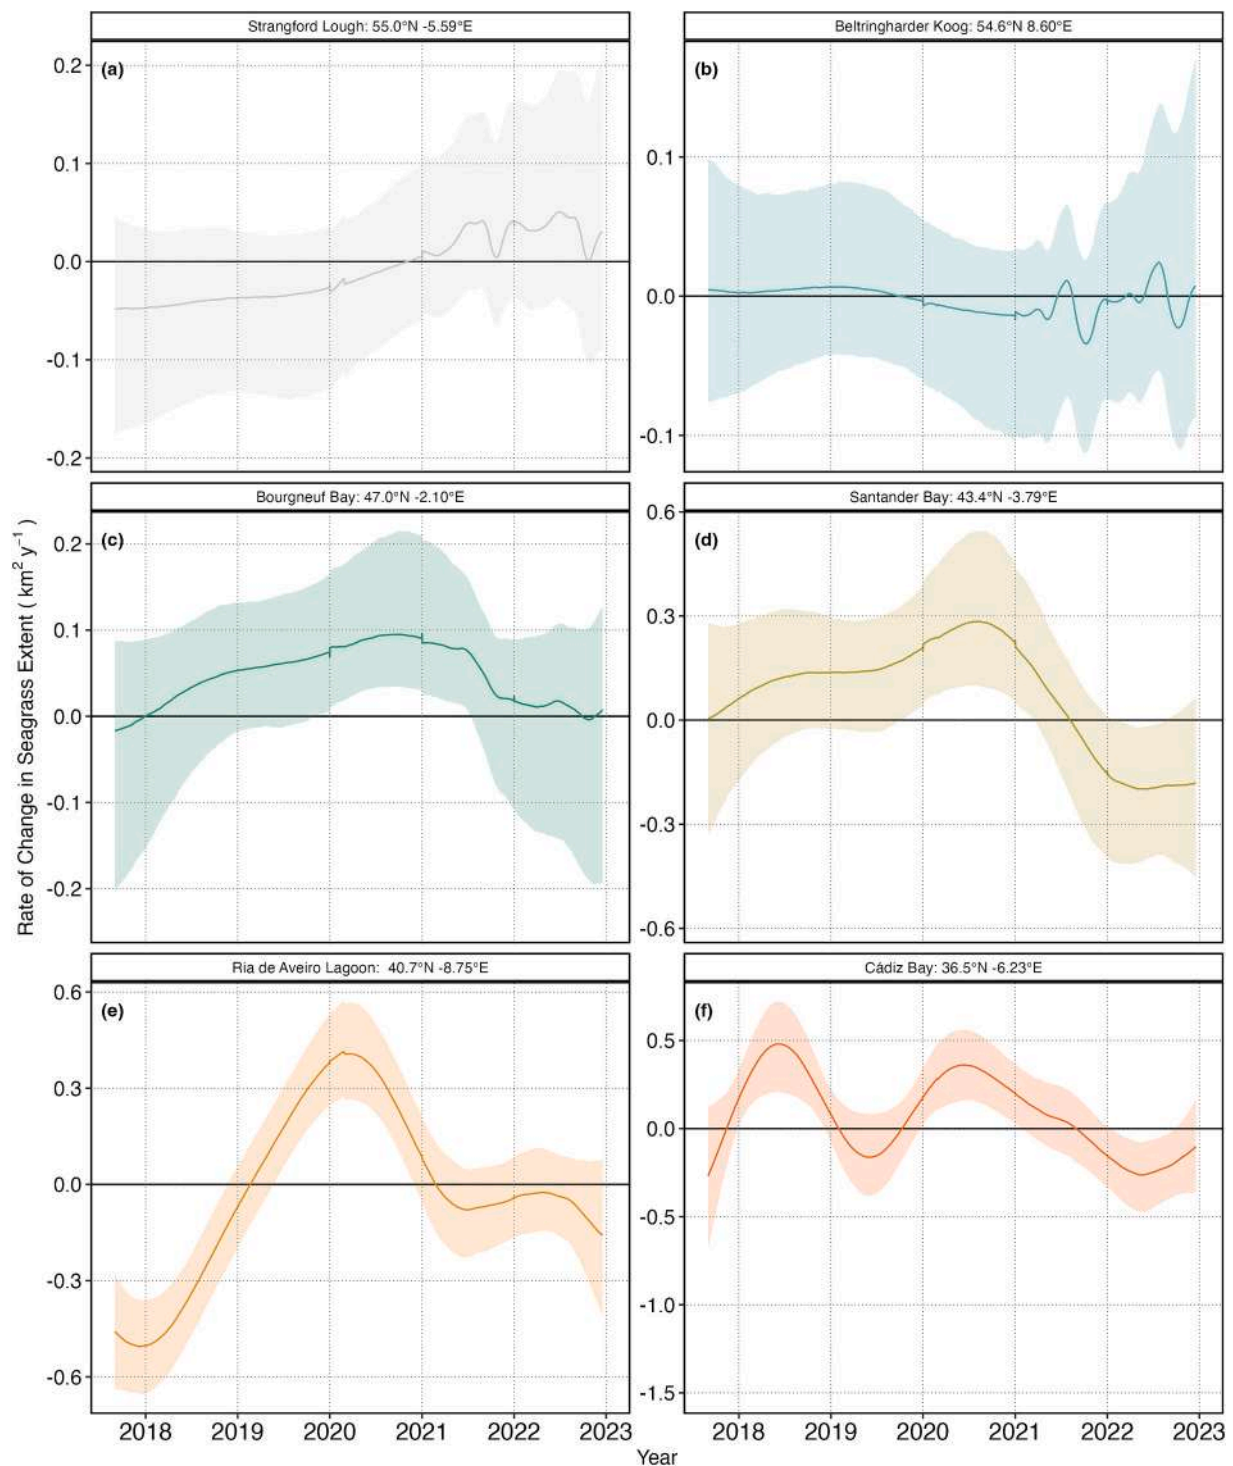 Strangford Lough: 55.0°N -5.59°E
Beltringharder Koog: 54.6°N 8.60°E
(a)
0.2
0.1
0.0
-0.1
-0.2
(b)
0.1
0.0
-0.1
Bourgneuf Bay: 47.0°N -2.10°E
Santander Bay: 43.4°N -3.79°E
Rate of Change in Seagrass Extent ( km² y⁻¹ )
(c)
0.2
0.1
0.0
-0.1
-0.2
(d)
0.6
0.3
0.0
-0.3
-0.6
Ria de Aveiro Lagoon: 40.7°N -8.75°E
Cádiz Bay: 36.5°N -6.23°E
(e)
0.6
0.3
0.0
-0.3
-0.6
(f)
0.5
0.0
-0.5
-1.0
-1.5
2018 2019 2020 2021 2022 2023
2018 2019 2020 2021 2022 2023
Year